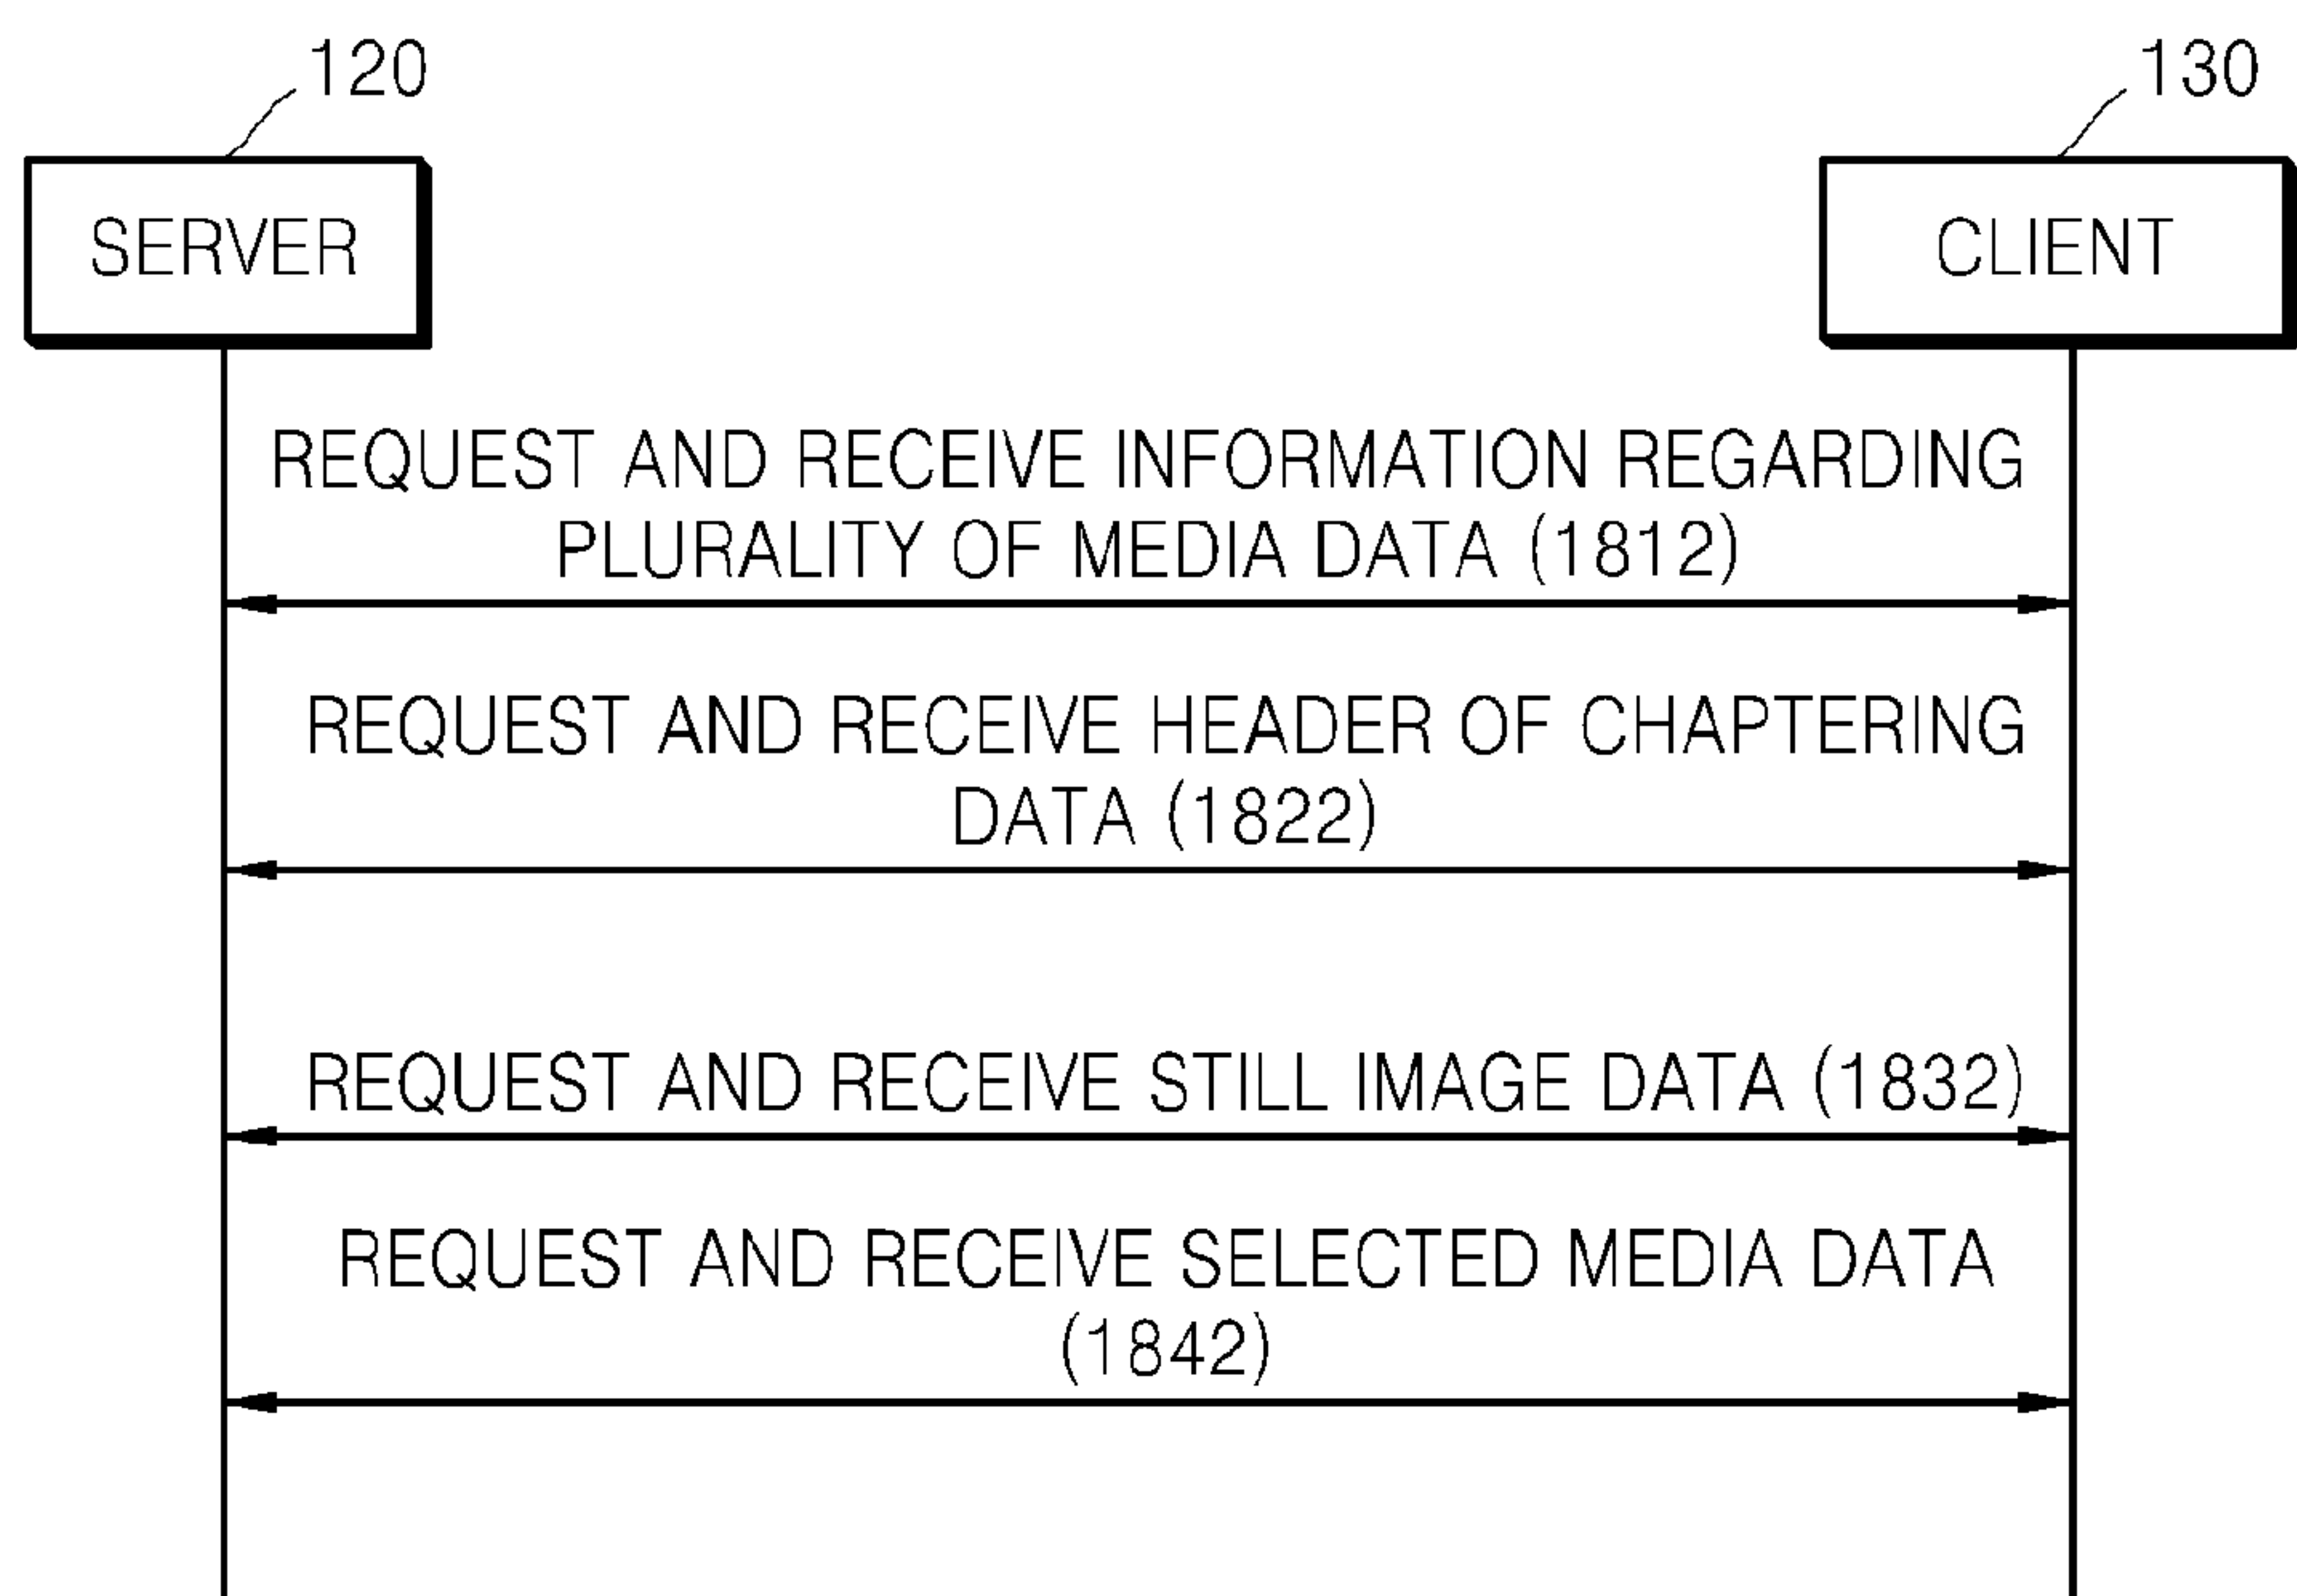 120
130
SERVER
CLIENT
REQUEST AND RECEIVE INFORMATION REGARDING
PLURALITY OF MEDIA DATA (1812)
REQUEST AND RECEIVE HEADER OF CHAPTERING
DATA (1822)
REQUEST AND RECEIVE STILL IMAGE DATA (1832)
REQUEST AND RECEIVE SELECTED MEDIA DATA
(1842)